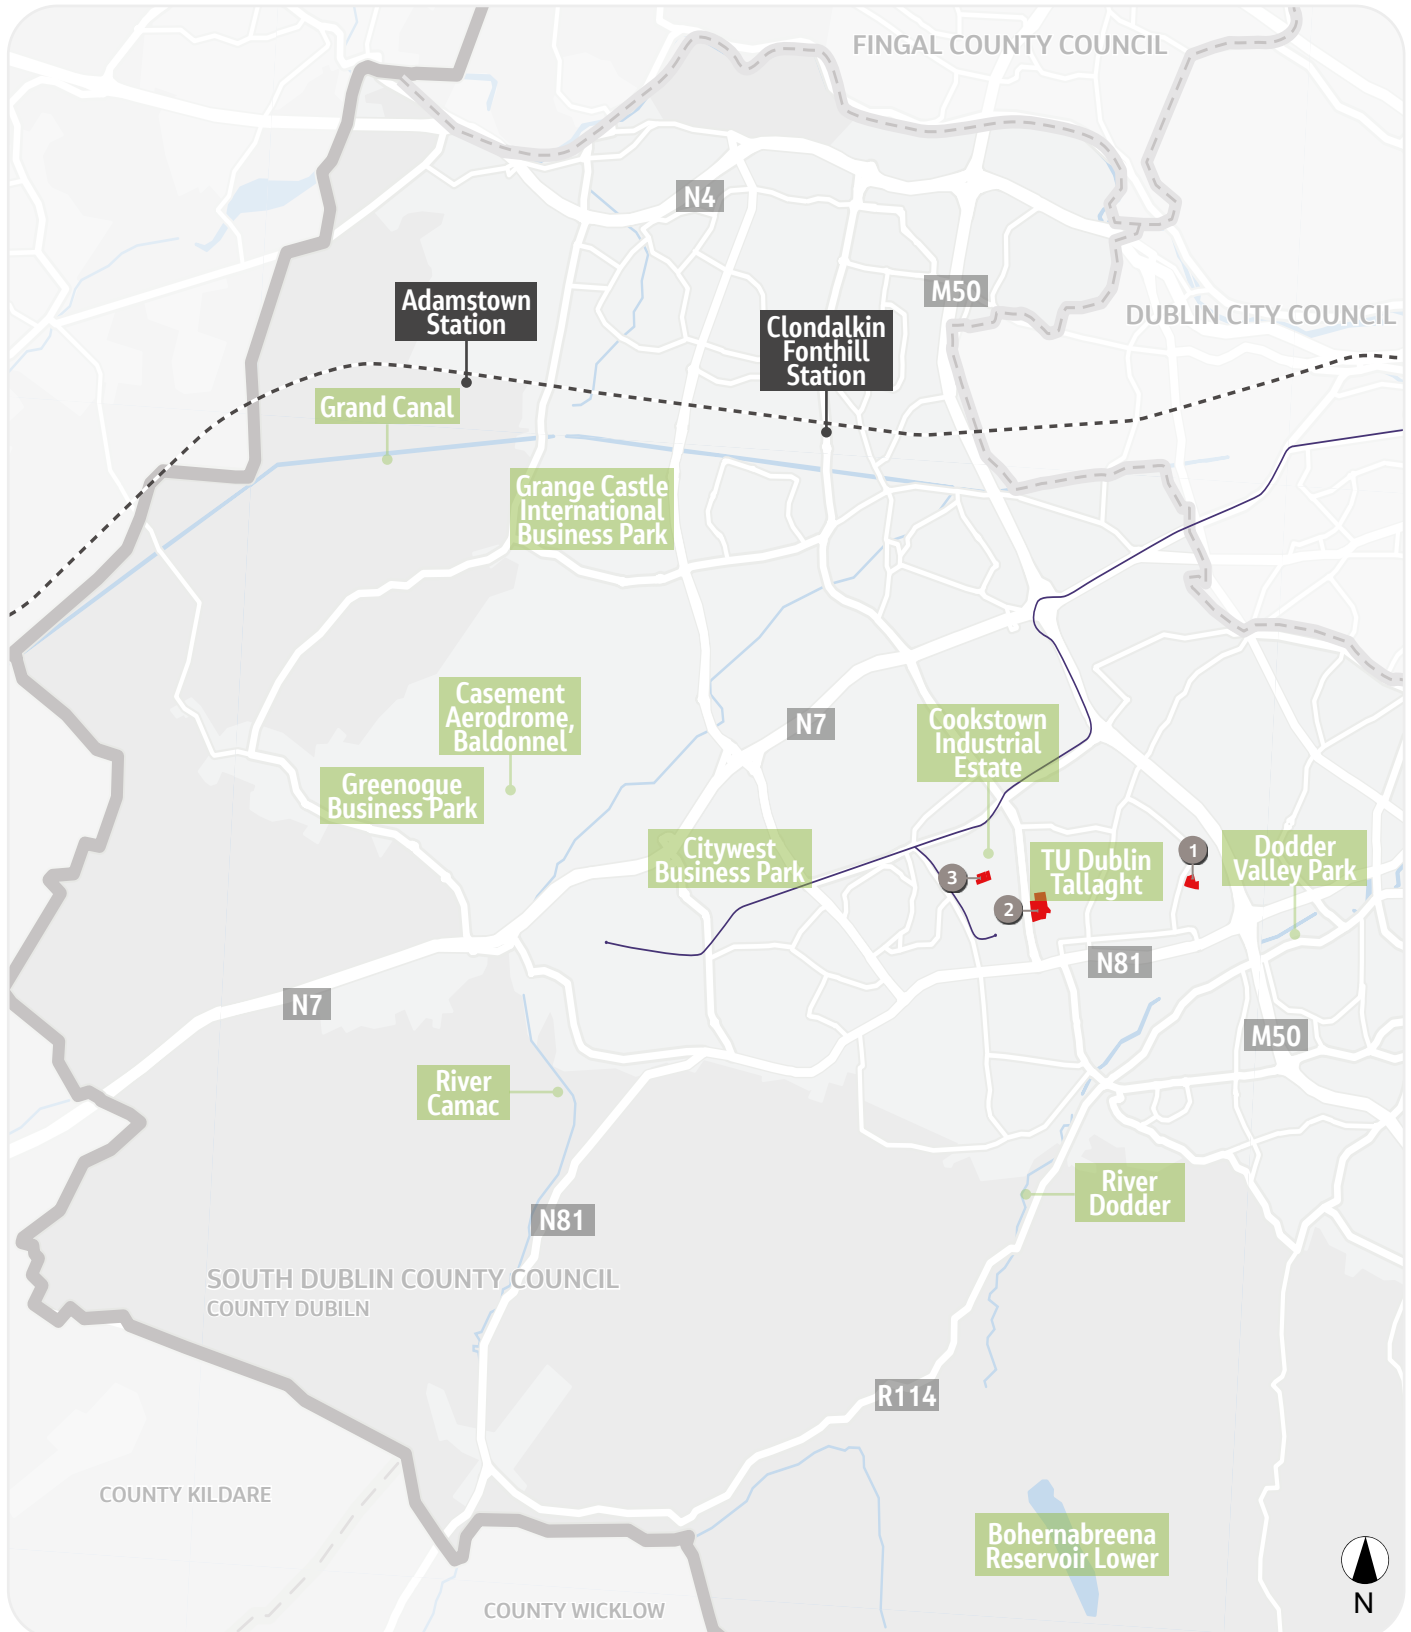 FINGAL COUNTY COUNCIL
N4
M50
Adamstown
Station
DUBLIN CITY COUNCIL
Clondalkin
Fonthill
Station
Grand Canal
Grange Castle
International
Business Park
Casement
Aerodrome,
Baldonnel
N7
Cookstown
Industrial
Estate
Greenogue
Business Park
Citywest
Business Park
TU Dublin
Tallaght
1
Dodder
Valley Park
3
2
N81
N7
M50
River
Camac
River
Dodder
N81
SOUTH DUBLIN COUNTY COUNCIL
COUNTY DUBILN
R114
COUNTY KILDARE
Bohernabreena
Reservoir Lower
COUNTY WICKLOW
N